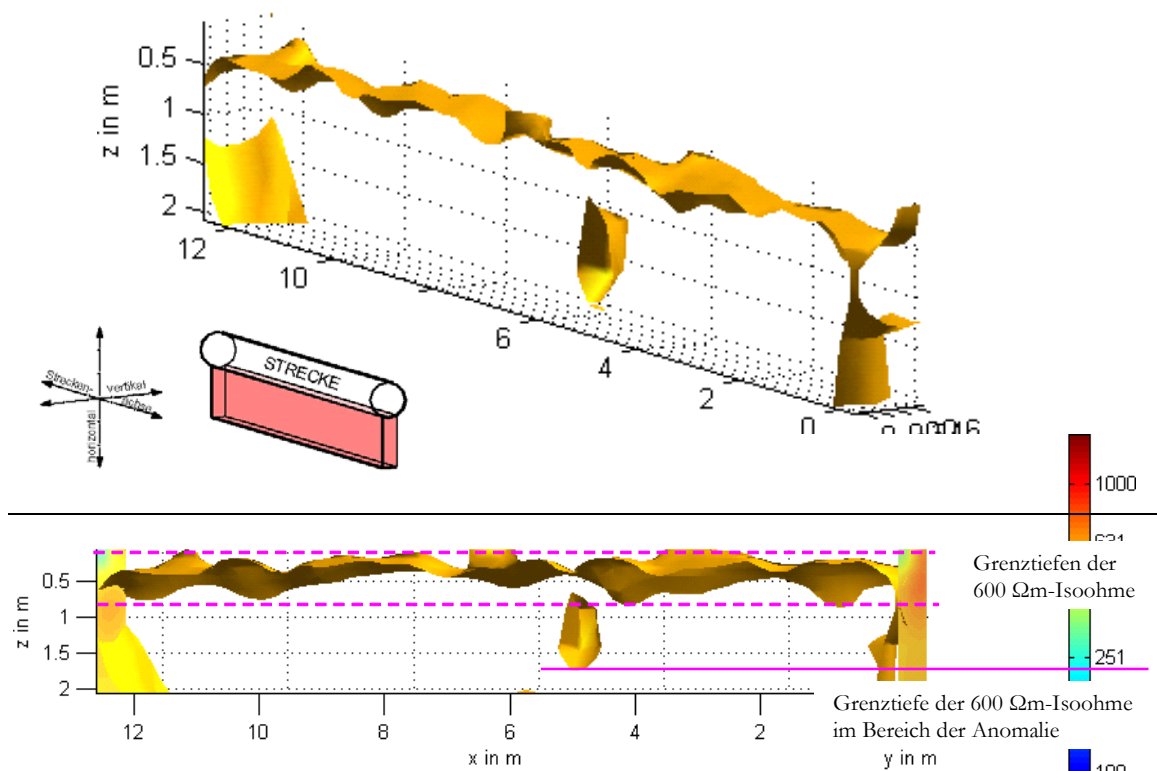 0.5
1
1.5
2
z in m
12
10
6
4
2
0
STRECKE
Strecken-
achse
vertikal
horizontal
1000
631
Grenztiefen der
600 Ωm-Isoohme
0.5
1
1.5
2
z in m
251
Grenztiefe der 600 Ωm-Isoohme
im Bereich der Anomalie
12
10
8
6
4
2
x in m
y in m
100